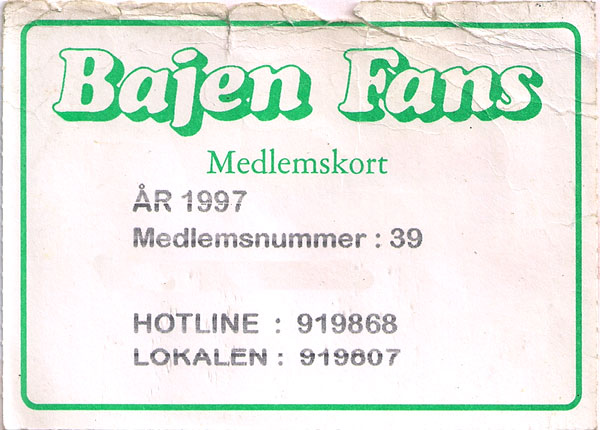 Bajen Fans
Medlemskort
ÅR 1997
Medlemsnummer : 39
HOTLINE : 919868
LOKALEN : 919807